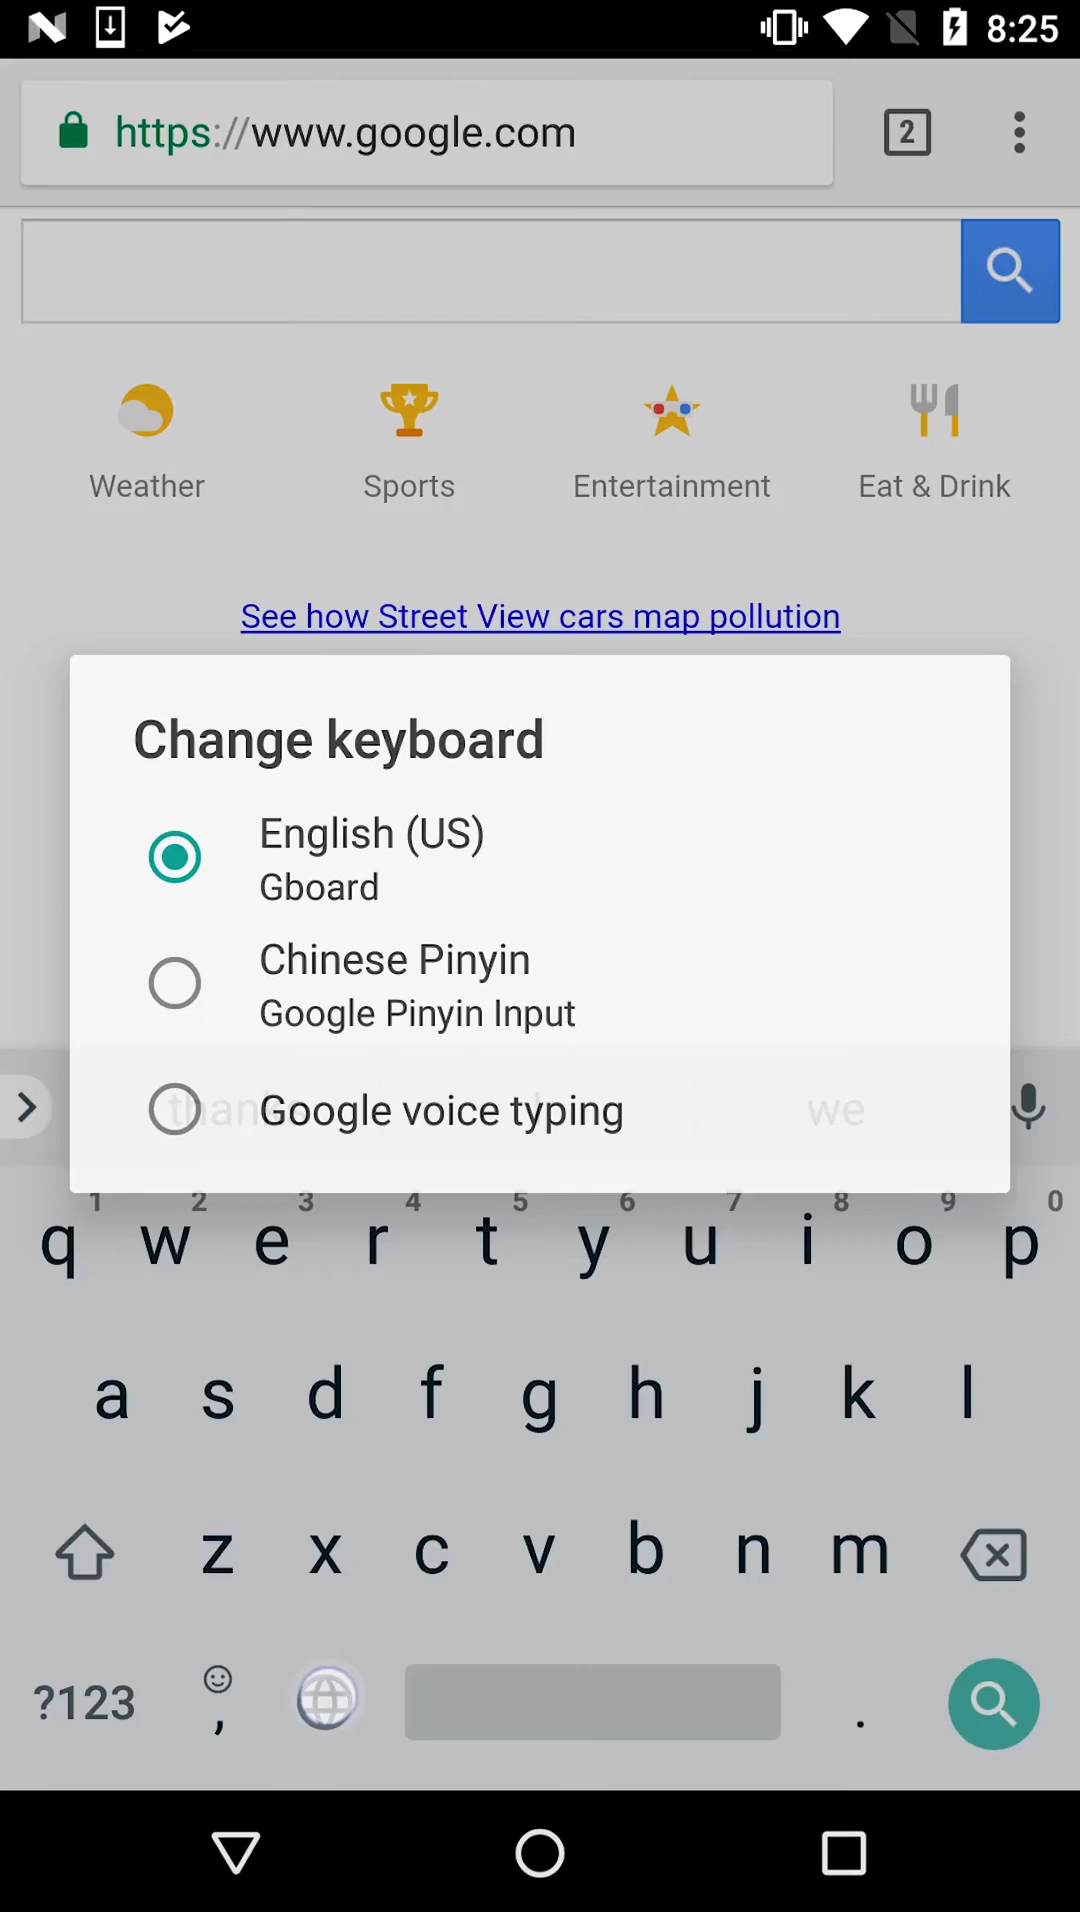 8:25
https://www.google.com
2
Weather Sports Entertainment Eat & Drink
See how Street View cars map pollution
Change keyboard
English (US)
Gboard
Chinese Pinyin
Google Pinyin Input
thanks Google voice typing we
1 2 3 4 5 6 7 8 9 0
q w e r t y u i o p
a s d f g h j k l
z x c v b n m
?123 , .